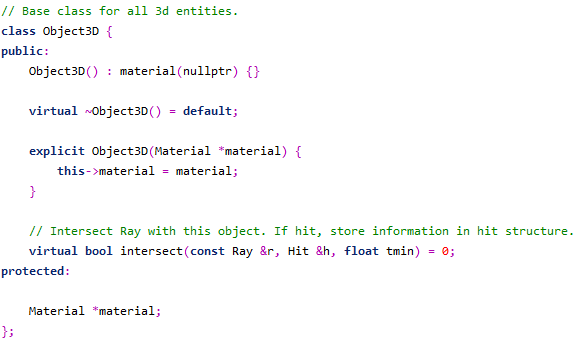 // Base class for all 3d entities.
class Object3D {
public:
    Object3D() : material(nullptr) {}
    virtual ~Object3D() = default;
    explicit Object3D(Material *material) {
        this->material = material;
    }
    // Intersect Ray with this object. If hit, store information in hit structure.
    virtual bool intersect(const Ray &r, Hit &h, float tmin) = 0;
protected:
    Material *material;
};